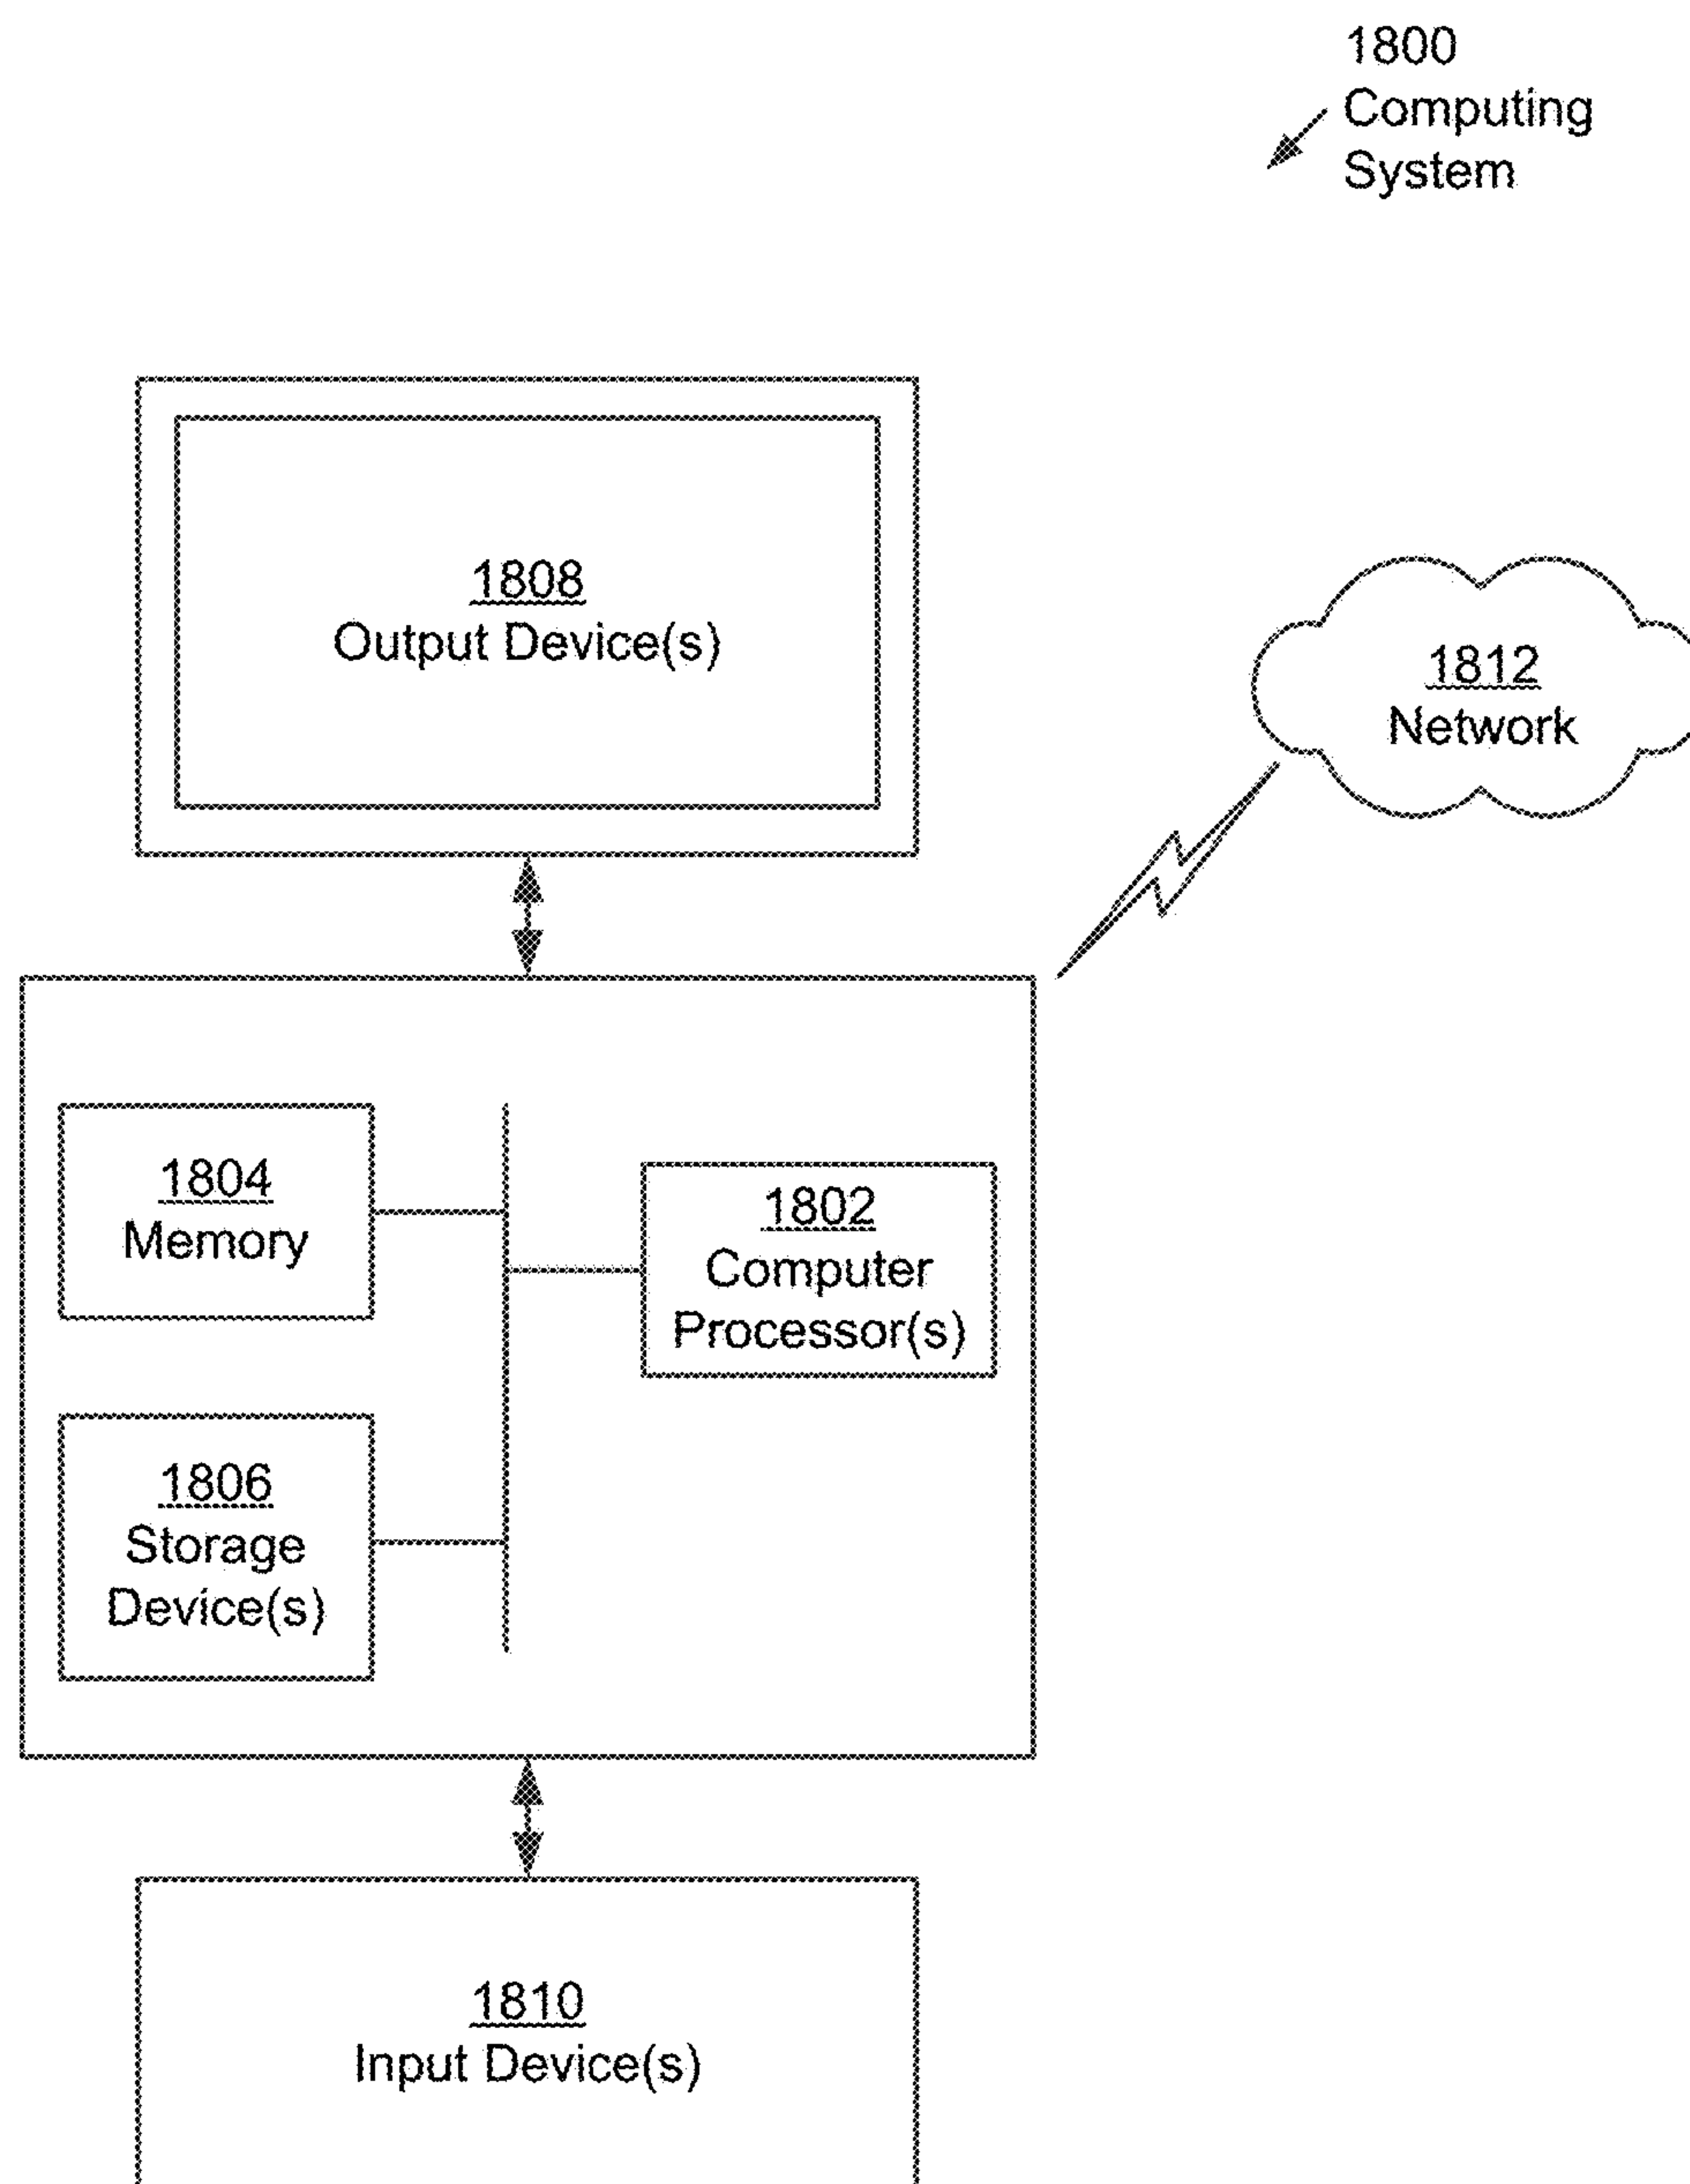 1800
Computing
System
1808
Output Device(s)
1812
Network
1804
Memory
1802
Computer
Processor(s)
1806
Storage
Device(s)
1810
Input Device(s)